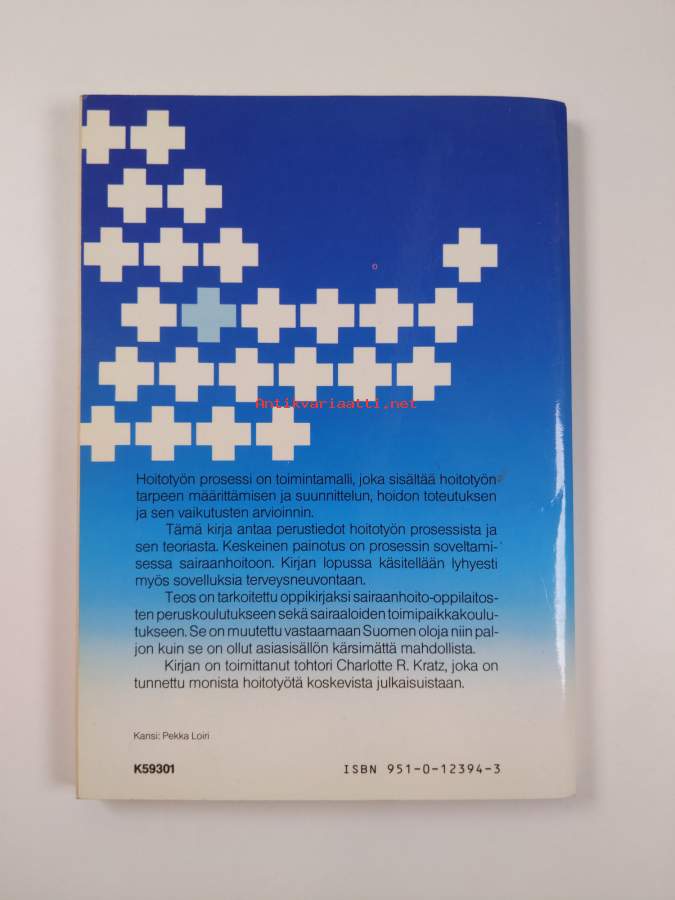 Antikvariaatti.net
Hoitotyön prosessi on toimintamalli, joka sisältää hoitotyön
tarpeen määrittämisen ja suunnittelun, hoidon toteutuksen
ja sen vaikutusten arvioinnin.
Tämä kirja antaa perustiedot hoitotyön prosessista ja
sen teoriasta. Keskeinen painotus on prosessin soveltami-
sessa sairaanhoitoon. Kirjan lopussa käsitellään lyhyesti
myös sovelluksia terveysneuvontaan.
Teos on tarkoitettu oppikirjaksi sairaanhoito-oppilaitos-
ten peruskoulutukseen sekä sairaaloiden toimipaikkakoulu-
tukseen. Se on muutettu vastaamaan Suomen oloja niin pal-
jon kuin se on ollut asiasisällön kärsimättä mahdollista.
Kirjan on toimittanut tohtori Charlotte R. Kratz, joka on
tunnettu monista hoitotyötä koskevista julkaisuistaan.
Kansi: Pekka Loiri
K59301 ISBN 951-0-12394-3